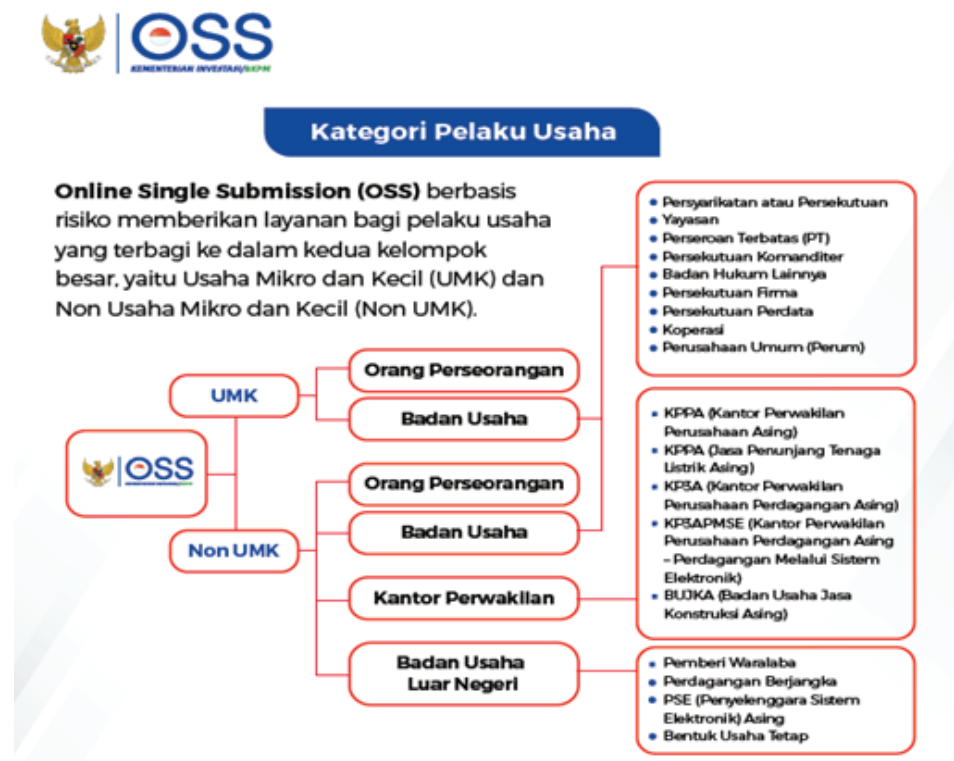 OSS
KEMENTERIAN INVESTASI/BKPM
Kategori Pelaku Usaha
Online Single Submission (OSS) berbasis
risiko memberikan layanan bagi pelaku usaha
yang terbagi ke dalam kedua kelompok
besar, yaitu Usaha Mikro dan Kecil (UMK) dan
Non Usaha Mikro dan Kecil (Non UMK).
OSS
KEMENTERIAN INVESTASI/BKPM
UMK
Orang Perseorangan
Badan Usaha
Non UMK
Orang Perseorangan
Badan Usaha
Kantor Perwakilan
Badan Usaha
Luar Negeri
• Persyarikatan atau Persekutuan
• Yayasan
• Perseroan Terbatas (PT)
• Persekutuan Komanditer
• Badan Hukum Lainnya
• Persekutuan Firma
• Persekutuan Perdata
• Koperasi
• Perusahaan Umum (Perum)
• KPPA (Kantor Perwakilan
Perusahaan Asing)
• KPPA (Jasa Penunjang Tenaga
Listrik Asing)
• KP3A (Kantor Perwakilan
Perusahaan Perdagangan Asing)
• KP3APMSE (Kantor Perwakilan
Perusahaan Perdagangan Asing
– Perdagangan Melalui Sistem
Elektronik)
• BUJKA (Badan Usaha Jasa
Konstruksi Asing)
• Pemberi Waralaba
• Perdagangan Berjangka
• PSE (Penyelenggara Sistem
Elektronik) Asing
• Bentuk Usaha Tetap